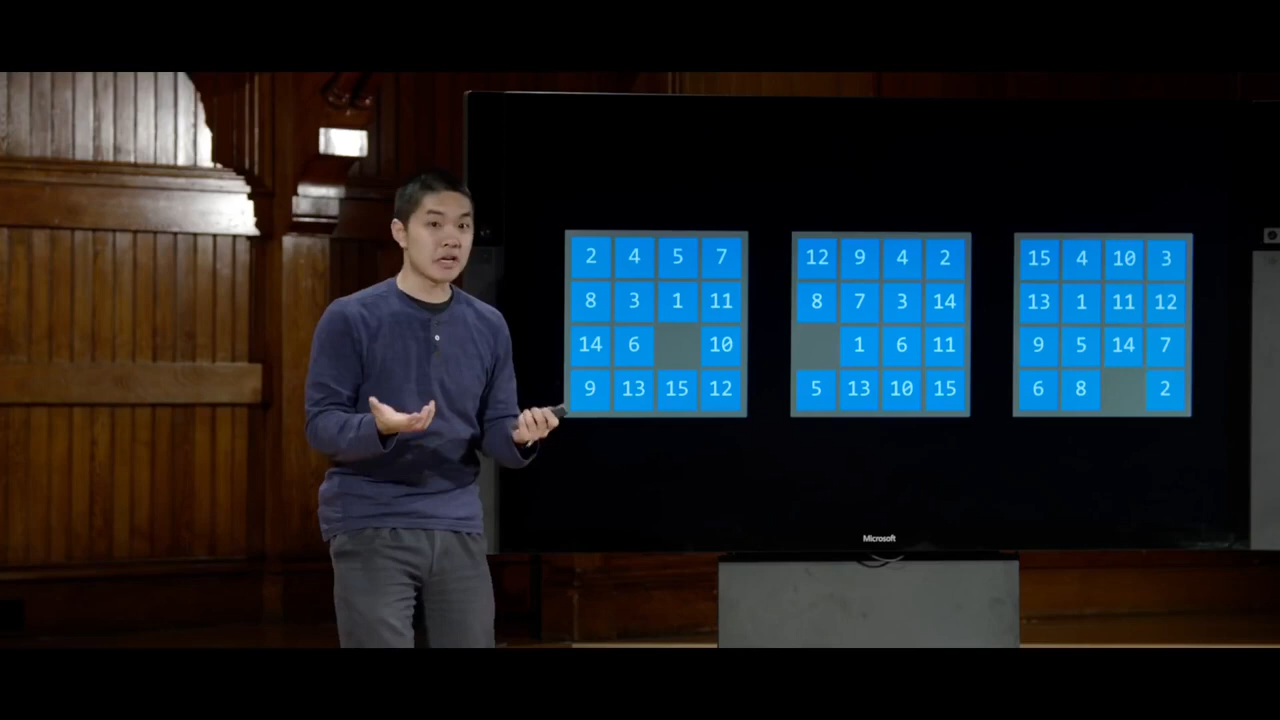 2 4 5 7
8 3 1 11
14 6 10
9 13 15 12
12 9 4 2
8 7 3 14
1 6 11
5 13 10 15
15 4 10 3
13 1 11 12
9 5 14 7
6 8 2
Microsoft